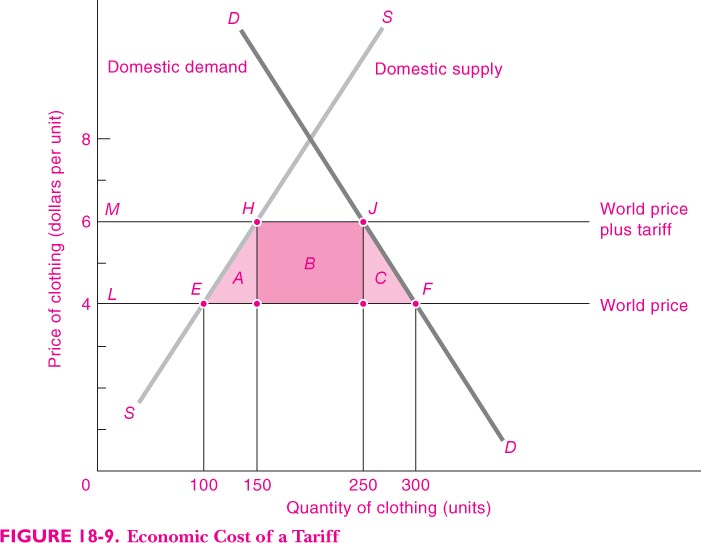 D
S
Domestic demand
Domestic supply
Price of clothing (dollars per unit)
8
M
H
J
6
World price
plus tariff
B
A
C
E
F
L
4
World price
S
D
0
100
150
250
300
Quantity of clothing (units)
FIGURE 18-9. Economic Cost of a Tariff